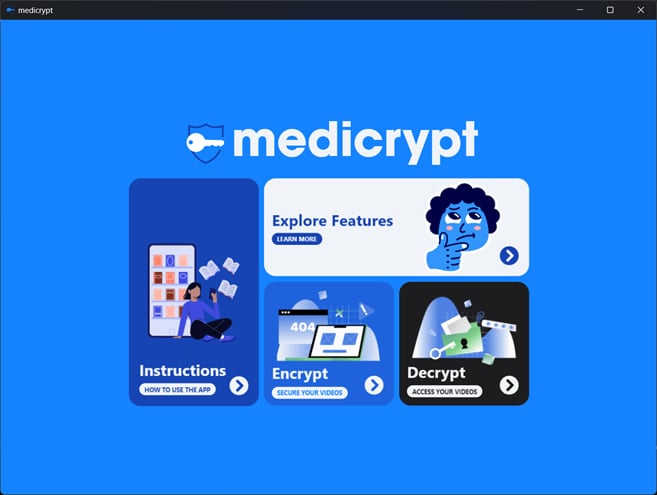 medicrypt
medicrypt
Explore Features
LEARN MORE
Instructions
HOW TO USE THE APP
404
Encrypt
SECURE YOUR VIDEOS
Decrypt
ACCESS YOUR VIDEOS